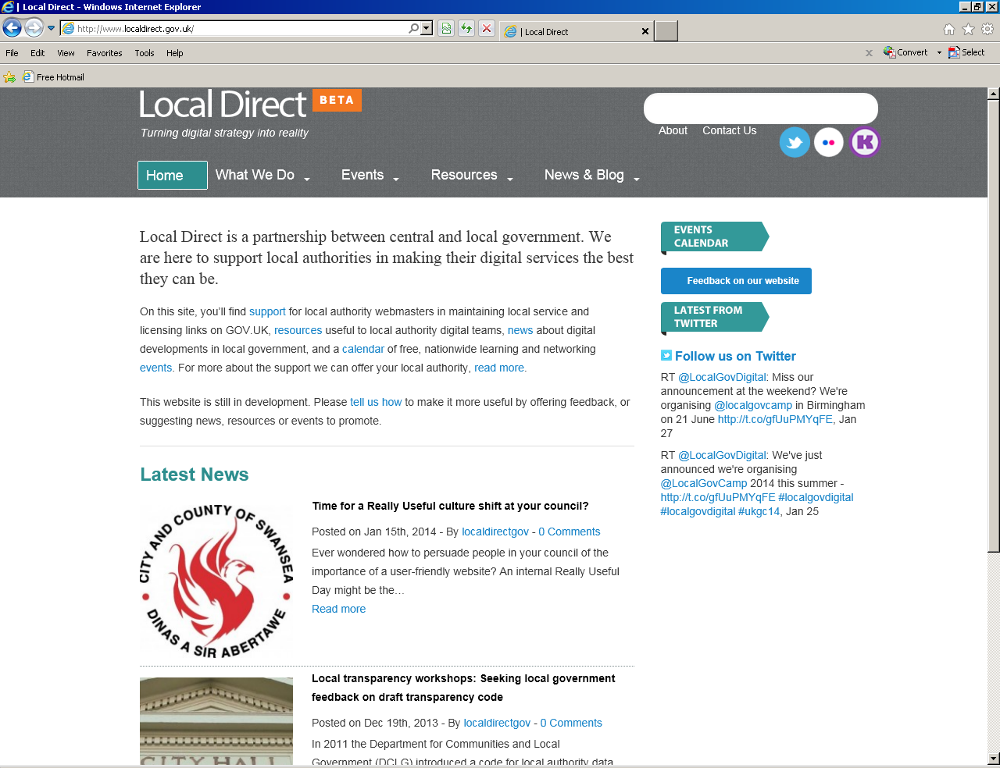 | Local Direct - Windows Internet Explorer
http://www.localdirect.gov.uk/
| Local Direct
File Edit View Favorites Tools Help
Convert Select
Free Hotmail
Local Direct BETA
Turning digital strategy into reality
About Contact Us
K
Home What We Do Events Resources News & Blog
Local Direct is a partnership between central and local government. We
are here to support local authorities in making their digital services the best
they can be.
On this site, you’ll find support for local authority webmasters in maintaining local service and
licensing links on GOV.UK, resources useful to local authority digital teams, news about digital
developments in local government, and a calendar of free, nationwide learning and networking
events. For more about the support we can offer your local authority, read more.
This website is still in development. Please tell us how to make it more useful by offering feedback, or
suggesting news, resources or events to promote.
Latest News
CITY AND COUNTY OF SWANSEA
DINAS A SIR ABERTAWE
Time for a Really Useful culture shift at your council?
Posted on Jan 15th, 2014 - By localdirectgov - 0 Comments
Ever wondered how to persuade people in your council of the
importance of a user-friendly website? An internal Really Useful
Day might be the…
Read more
CITY HALL
Local transparency workshops: Seeking local government
feedback on draft transparency code
Posted on Dec 19th, 2013 - By localdirectgov - 0 Comments
In 2011 the Department for Communities and Local
Government (DCLG) introduced a code for local authority data
EVENTS
CALENDAR
Feedback on our website
LATEST FROM
TWITTER
Follow us on Twitter
RT @LocalGovDigital: Miss our
announcement at the weekend? We're
organising @localgovcamp in Birmingham
on 21 June http://t.co/gfUuPMYqFE, Jan
27
RT @LocalGovDigital: We've just
announced we're organising
@LocalGovCamp 2014 this summer -
http://t.co/gfUuPMYqFE #localgovdigital
#localgovdigital #ukgc14, Jan 25